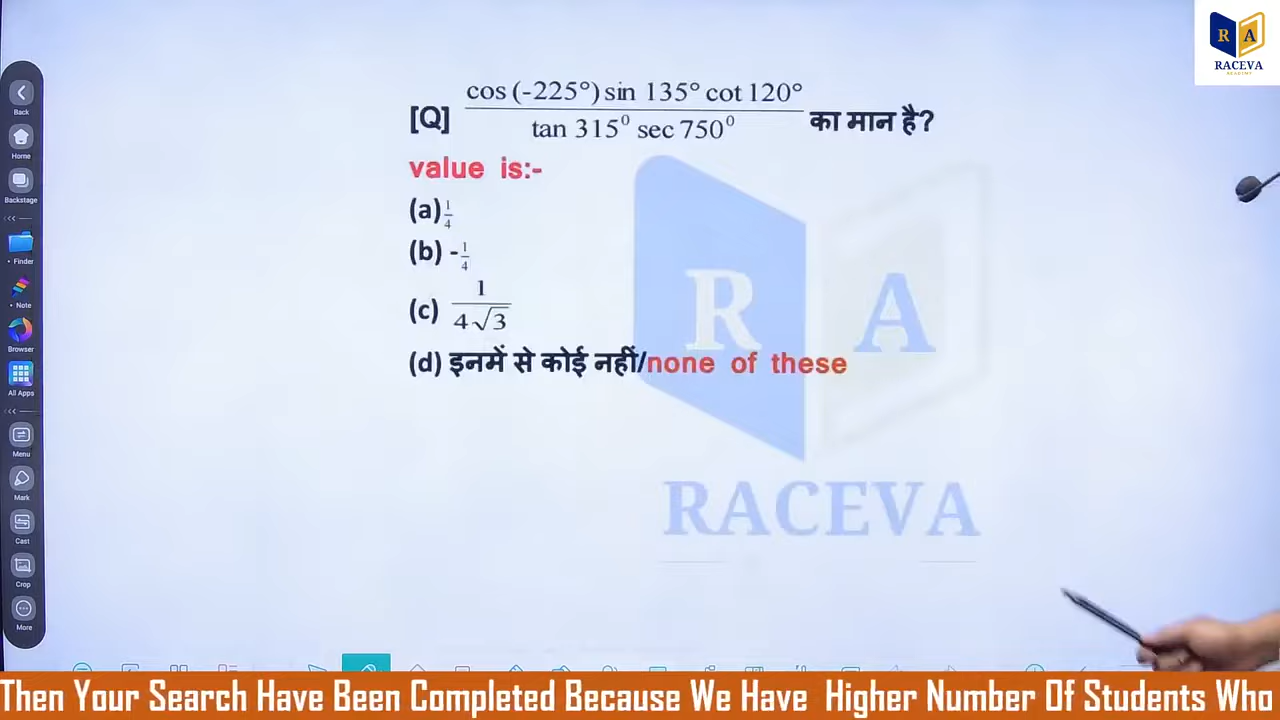 R A
RACEVA
ACADEMY
Back
Home
Backstage
Finder
Note
Browser
All Apps
Menu
Mark
Cast
Crop
More
[Q] cos (-225°) sin 135° cot 120° / tan 315⁰ sec 750⁰ का मान है?
value is:-
(a) 1/4
(b) - 1/4
(c) 1 / 4√3
(d) इनमें से कोई नहीं/none of these
R A
RACEVA
Then Your Search Have Been Completed Because We Have Higher Number Of Students Who